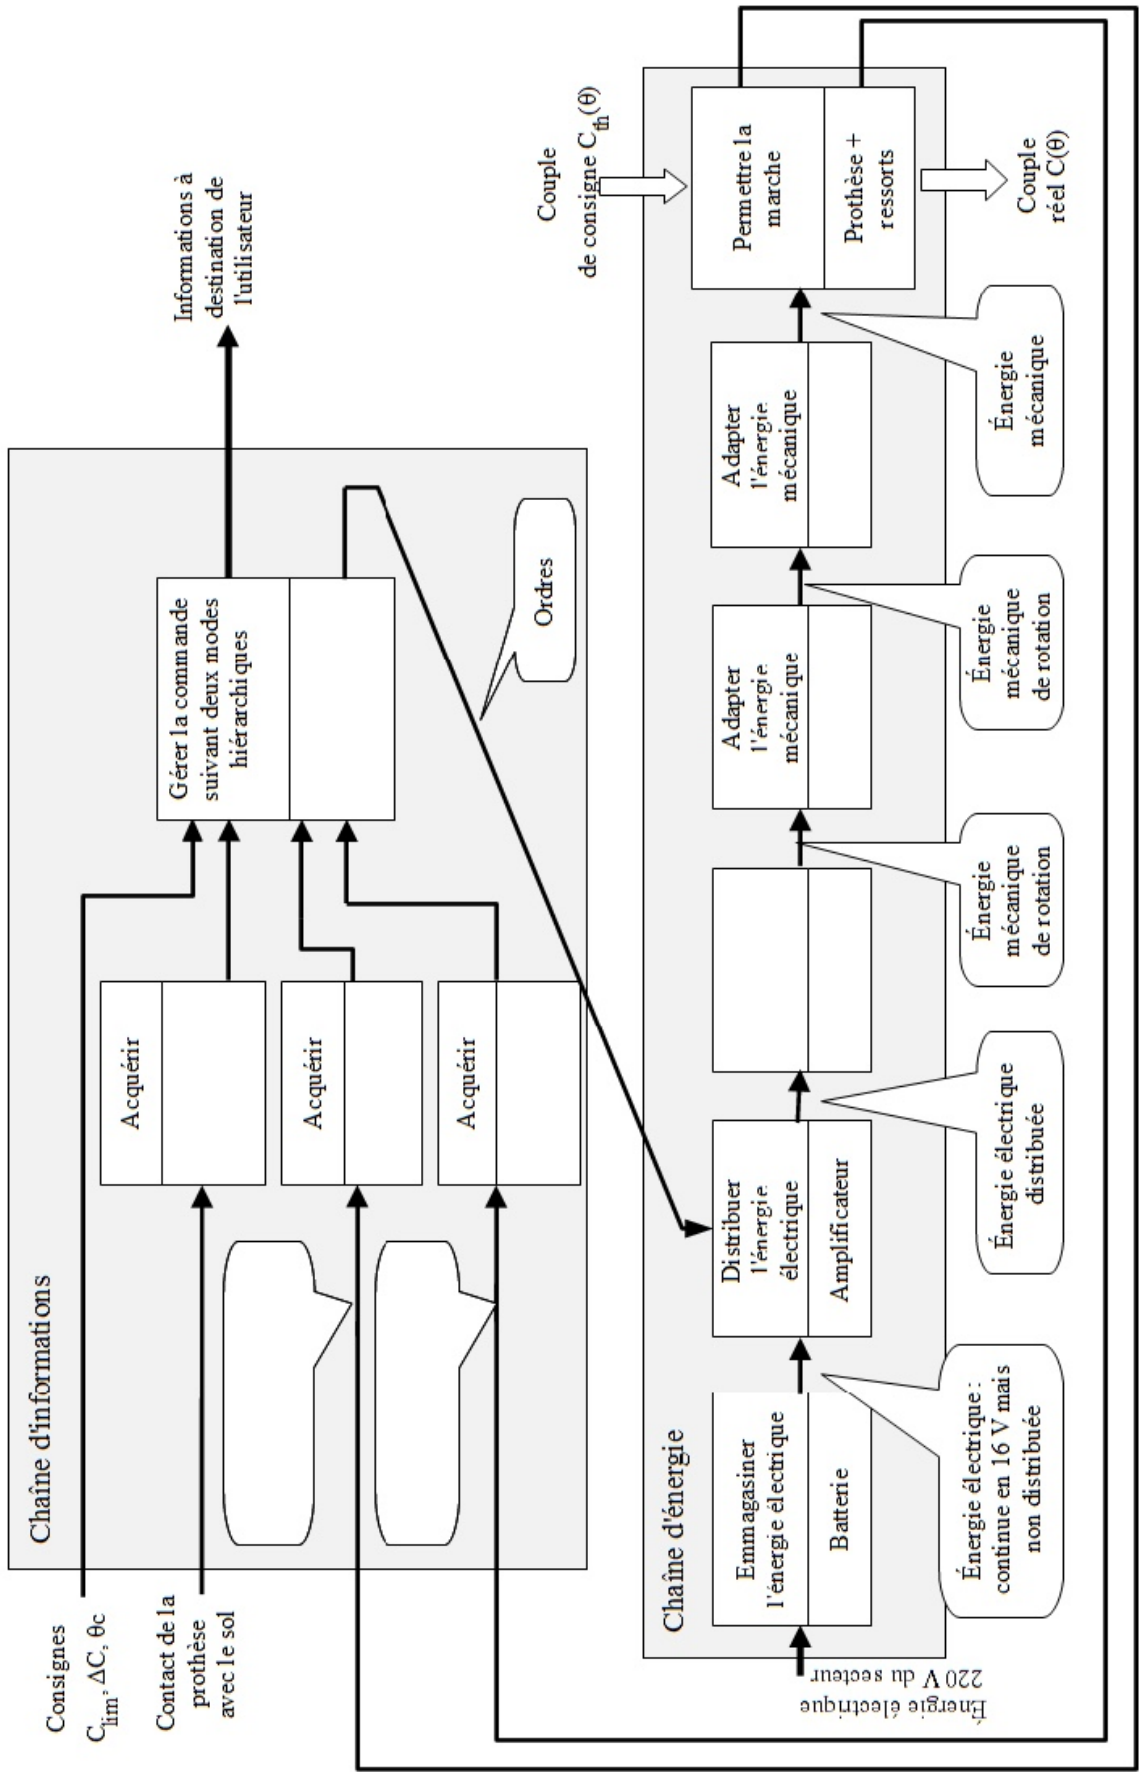 Chaîne d'informations
Consignes
Clim, ΔC, θc
Contact de la
prothèse
avec le sol
Acquérir
Acquérir
Acquérir
Gérer la commande
suivant deux modes
hiérarchiques
Informations à
destination de
l'utilisateur
Ordres
Chaîne d'énergie
Énergie électrique
220 V du secteur
Emmagasiner
l'énergie électrique
Batterie
Énergie électrique :
continue en 16 V mais
non distribuée
Distribuer
l'énergie
électrique
Amplificateur
Énergie électrique
distribuée
Énergie
mécanique
de rotation
Adapter
l'énergie
mécanique
Énergie
mécanique
de rotation
Adapter
l'énergie
mécanique
Énergie
mécanique
Couple
de consigne Cth(θ)
Permettre la
marche
Prothèse +
ressorts
Couple
réel C(θ)